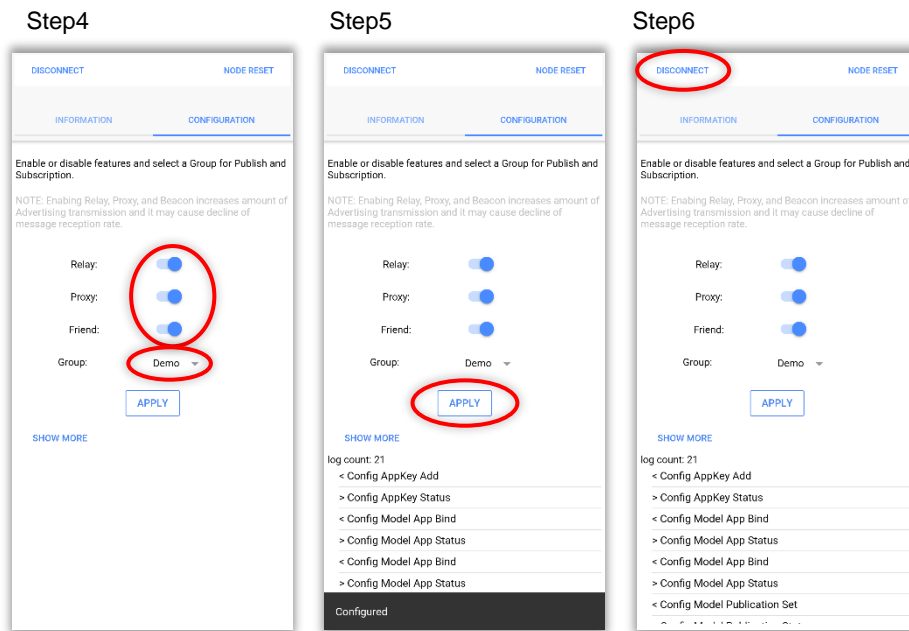 Step4
DISCONNECT NODE RESET
INFORMATION CONFIGURATION
Enable or disable features and select a Group for Publish and
Subscription.
NOTE: Enabing Relay, Proxy, and Beacon increases amount of
Advertising transmission and it may cause decline of
message reception rate.
Relay:
Proxy:
Friend:
Group: Demo
APPLY
SHOW MORE
Step5
DISCONNECT NODE RESET
INFORMATION CONFIGURATION
Enable or disable features and select a Group for Publish and
Subscription.
NOTE: Enabing Relay, Proxy, and Beacon increases amount of
Advertising transmission and it may cause decline of
message reception rate.
Relay:
Proxy:
Friend:
Group: Demo
APPLY
SHOW MORE
log count: 21
< Config AppKey Add
> Config AppKey Status
< Config Model App Bind
> Config Model App Status
< Config Model App Bind
> Config Model App Status
Configured
Step6
DISCONNECT NODE RESET
INFORMATION CONFIGURATION
Enable or disable features and select a Group for Publish and
Subscription.
NOTE: Enabing Relay, Proxy, and Beacon increases amount of
Advertising transmission and it may cause decline of
message reception rate.
Relay:
Proxy:
Friend:
Group: Demo
APPLY
SHOW MORE
log count: 21
< Config AppKey Add
> Config AppKey Status
< Config Model App Bind
> Config Model App Status
< Config Model App Bind
> Config Model App Status
< Config Model Publication Set